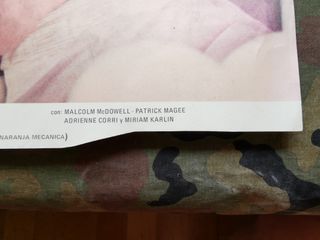 con: MALCOLM McDOWELL - PATRICK MAGEE
ADRIENNE CORRI y MIRIAM KARLIN
NARANJA MECANICA)